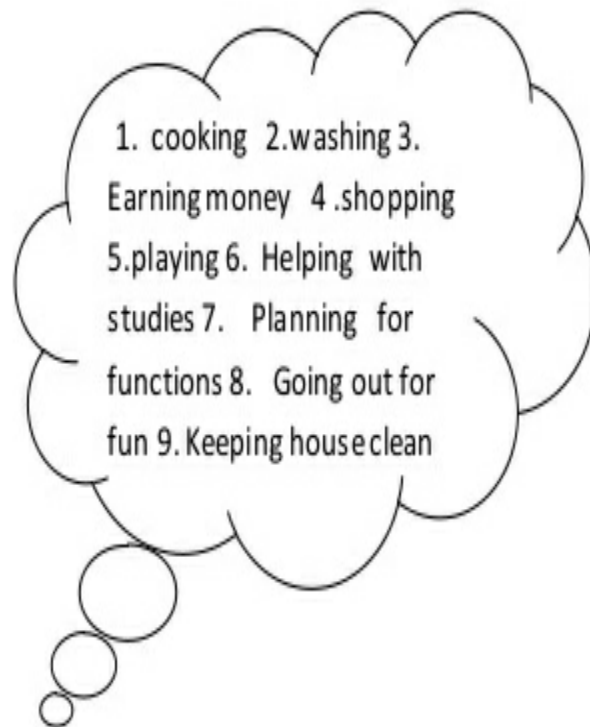 1. cooking 2.washing 3.
Earning money 4 .shopping
5.playing 6. Helping with
studies 7. Planning for
functions 8. Going out for
fun 9. Keeping house clean